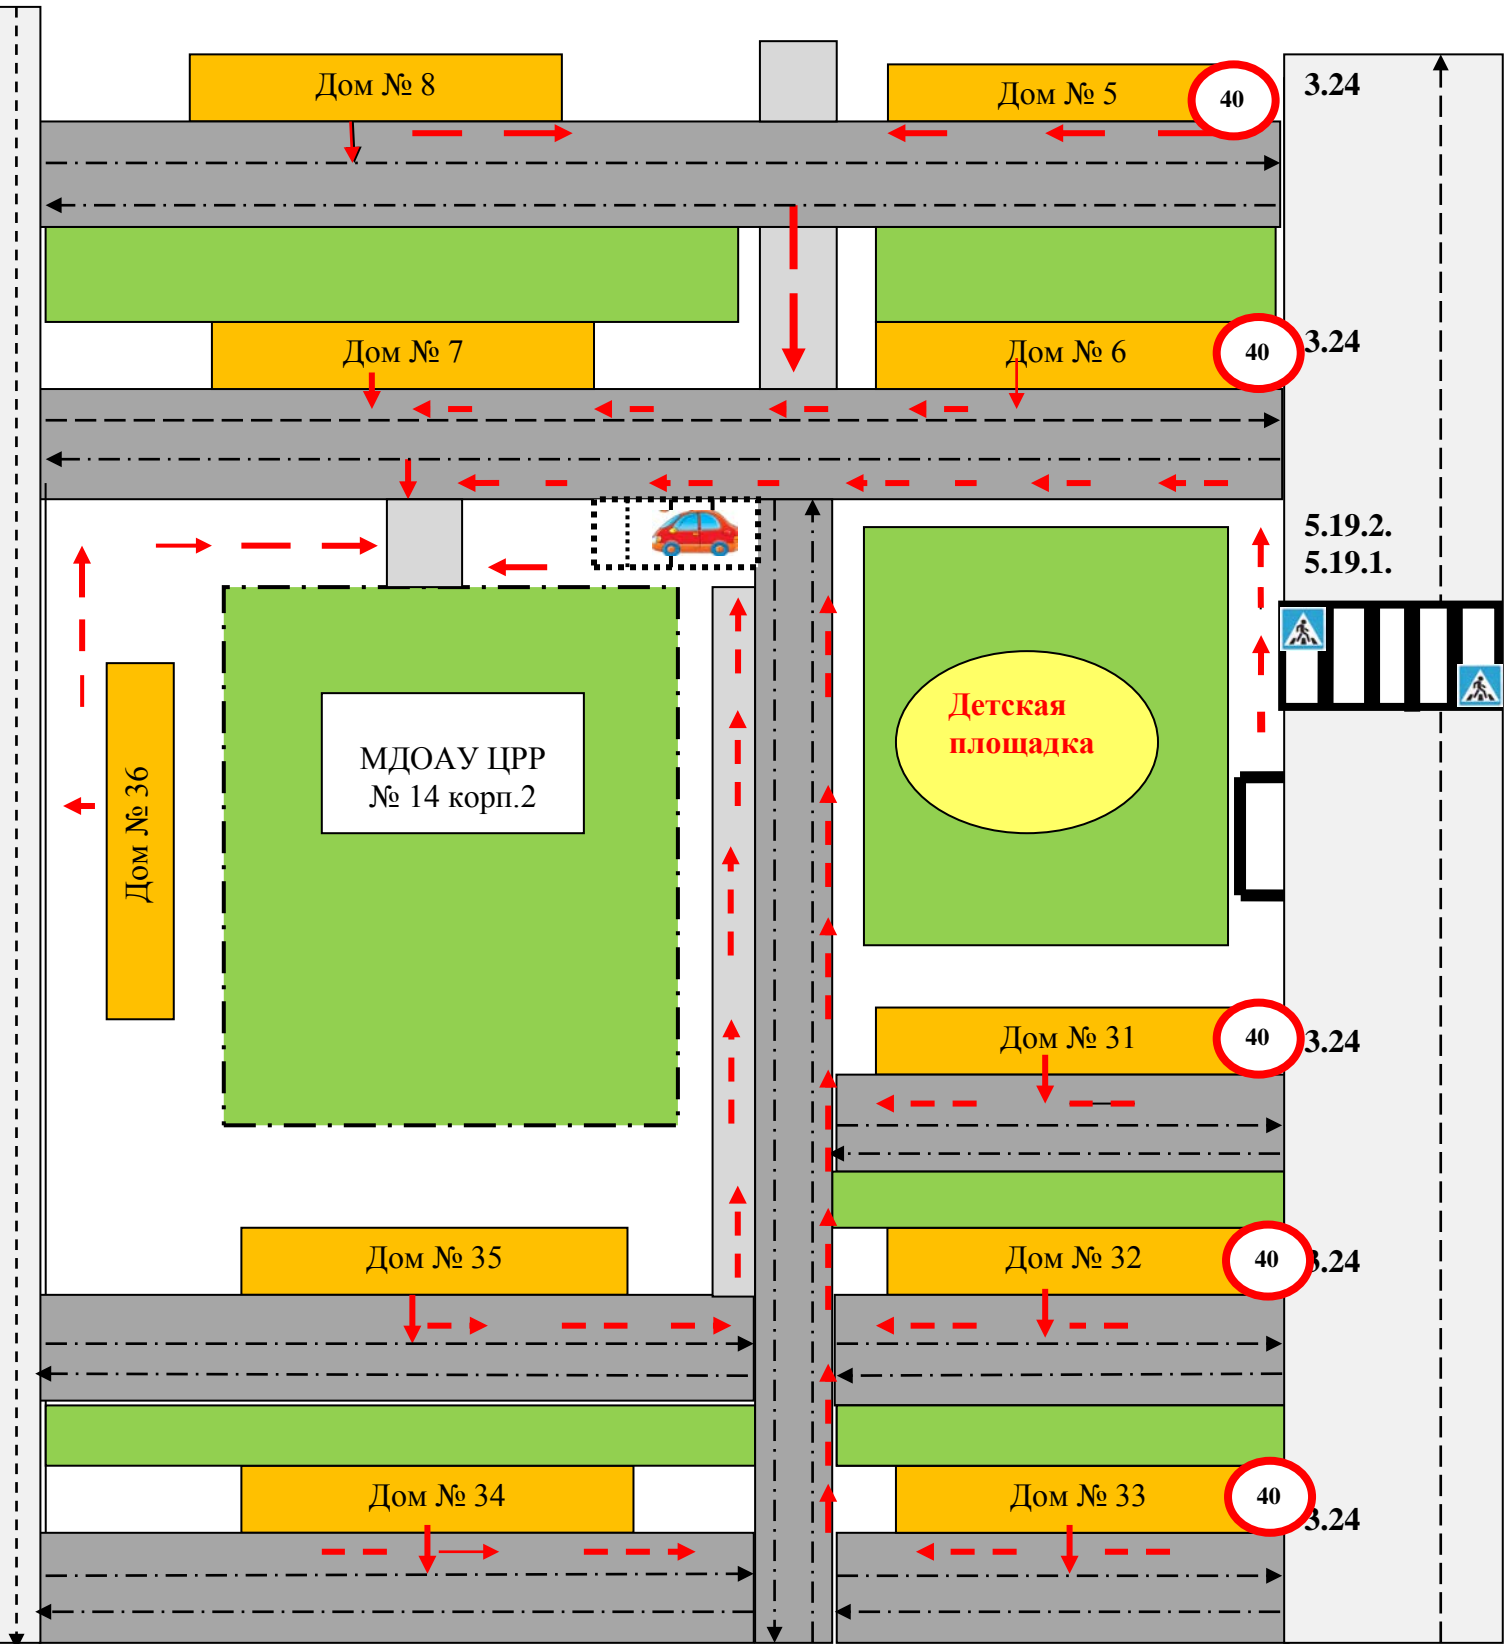 Дом № 8
Дом № 5
40
3.24
Дом № 7
Дом № 6
40
3.24
5.19.2.
5.19.1.
Детская
площадка
МДОАУ ЦРР
№ 14 корп.2
Дом № 36
Дом № 31
40
3.24
Дом № 35
Дом № 32
40
3.24
Дом № 34
Дом № 33
40
3.24